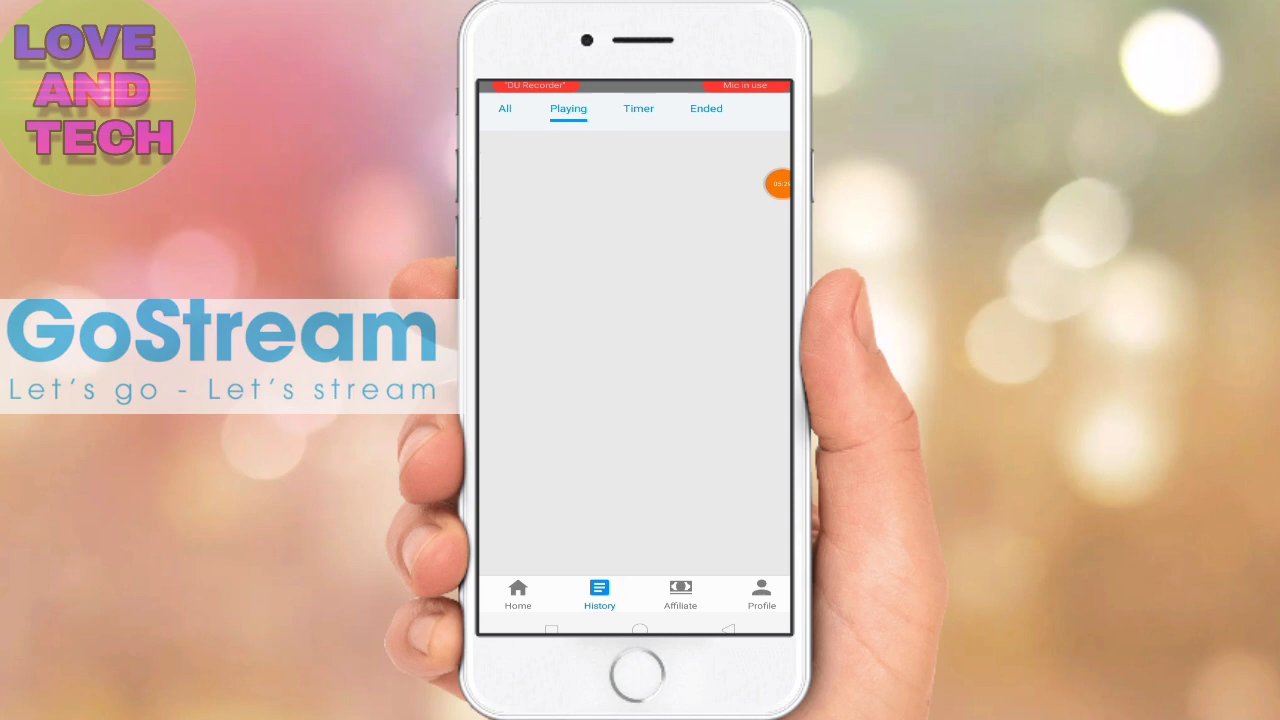 LOVE
AND
TECH
"DU Recorder"
Mic in use
All
Playing
Timer
Ended
GoStream
Let's go - Let's stream
Home
History
Affiliate
Profile